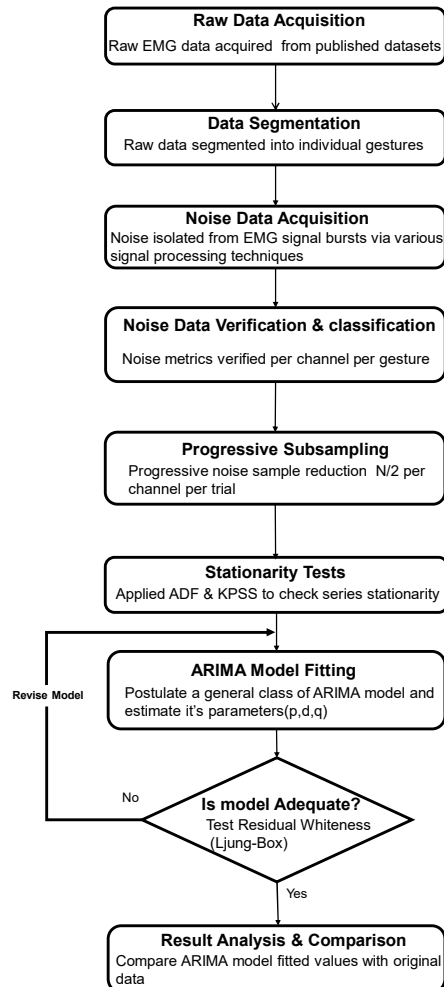 Raw Data Acquisition
Raw EMG data acquired from published datasets
Data Segmentation
Raw data segmented into individual gestures
Noise Data Acquisition
Noise isolated from EMG signal bursts via various
signal processing techniques
Noise Data Verification & classification
Noise metrics verified per channel per gesture
Progressive Subsampling
Progressive noise sample reduction N/2 per
channel per trial
Stationarity Tests
Applied ADF & KPSS to check series stationarity
ARIMA Model Fitting
Postulate a general class of ARIMA model and
estimate it's parameters(p,d,q)
Revise Model
No
Is model Adequate?
Test Residual Whiteness
(Ljung-Box)
Yes
Result Analysis & Comparison
Compare ARIMA model fitted values with original
data